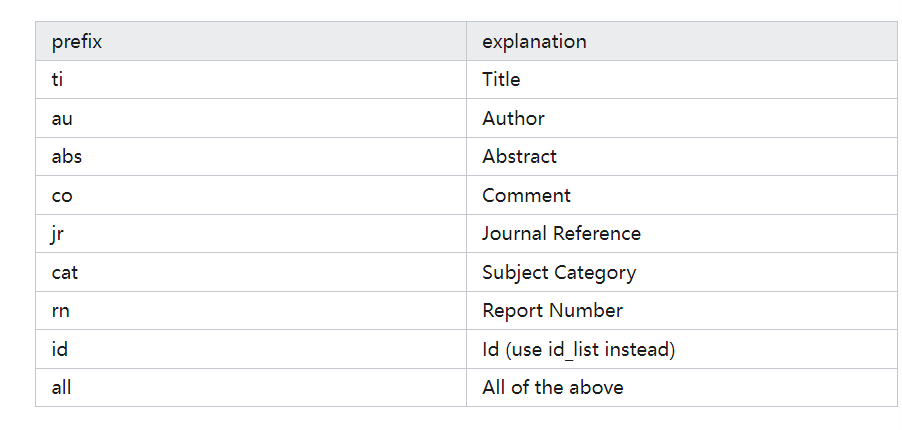 prefix explanation
ti Title
au Author
abs Abstract
co Comment
jr Journal Reference
cat Subject Category
rn Report Number
id Id (use id_list instead)
all All of the above